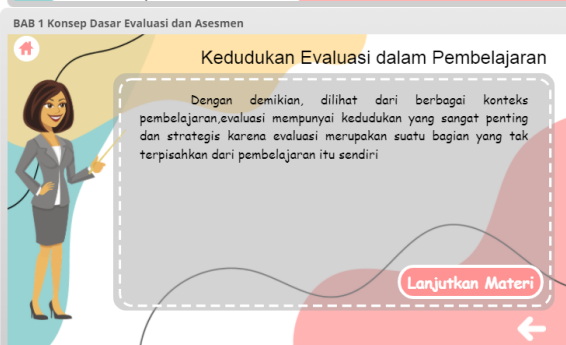 BAB 1 Konsep Dasar Evaluasi dan Asesmen
Kedudukan Evaluasi dalam Pembelajaran
Dengan demikian, dilihat dari berbagai konteks
pembelajaran,evaluasi mempunyai kedudukan yang sangat penting
dan strategis karena evaluasi merupakan suatu bagian yang tak
terpisahkan dari pembelajaran itu sendiri
Lanjutkan Materi